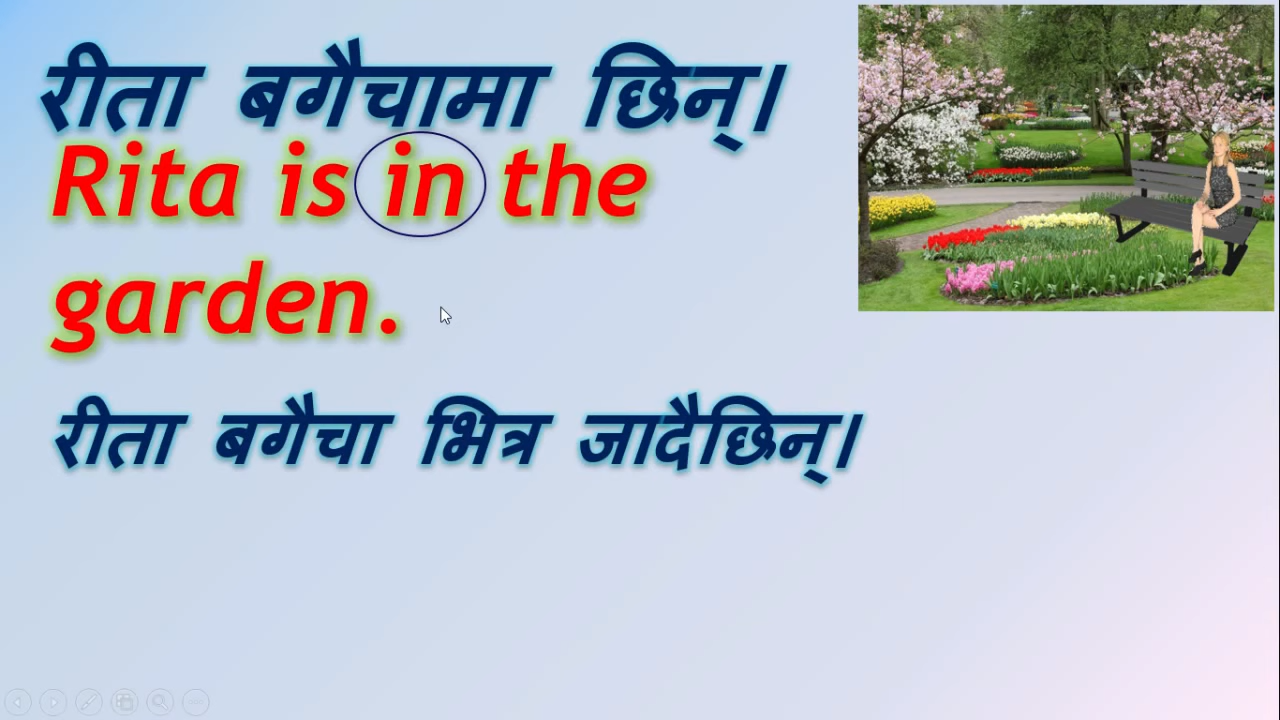 रीता बगैचामा छिन्।
Rita is in the
garden.
रीता बगैचा भित्र जादैछिन्।